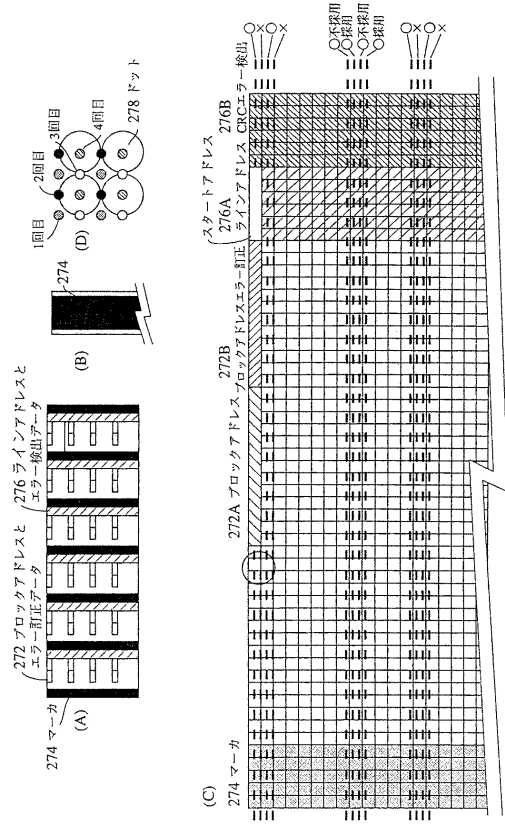 (A)
274 マーカ
272 ブロックアドレスと
エラー訂正データ
276 ラインアドレスと
エラー検出データ
(B)
274
(D)
1回目
2回目
3回目
4回目
278 ドット
(C)
274 マーカ
272A ブロックアドレス
272B
ブロックアドレスエラー訂正
スタートアドレス
276A
ラインアドレス
276B
CRCエラー検出
○
×
○
×
○不採用
○採用
○不採用
○採用
○
×
○
×